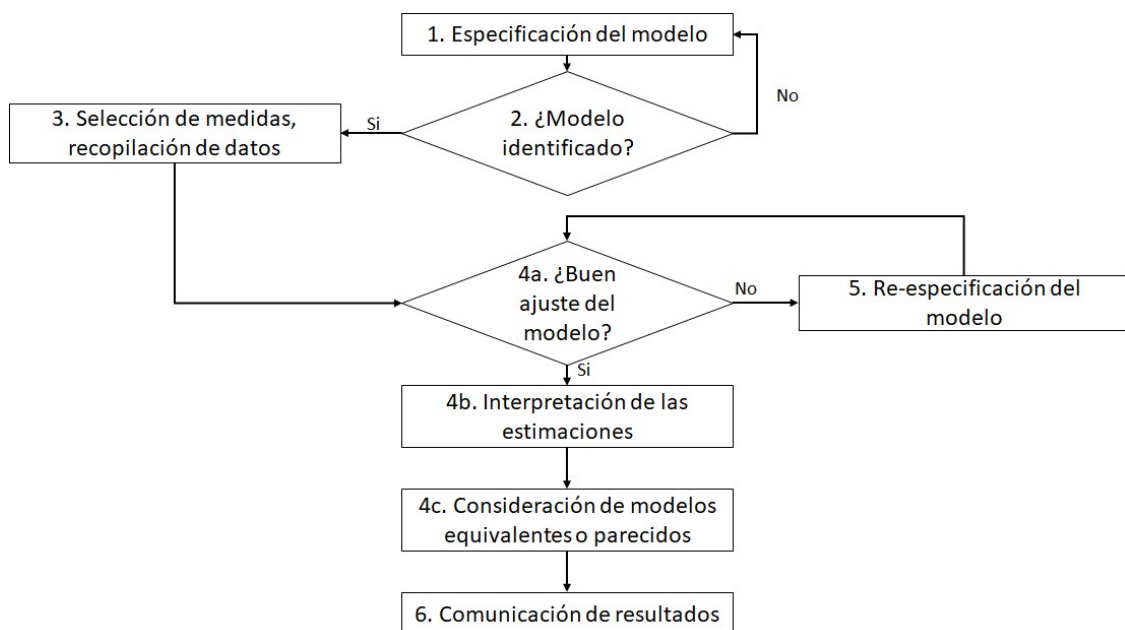 1. Especificación del modelo
No
2. ¿Modelo
identificado?
Si
3. Selección de medidas,
recopilación de datos
4a. ¿Buen
ajuste del
modelo?
No
5. Re-especificación del
modelo
Si
4b. Interpretación de las
estimaciones
4c. Consideración de modelos
equivalentes o parecidos
6. Comunicación de resultados